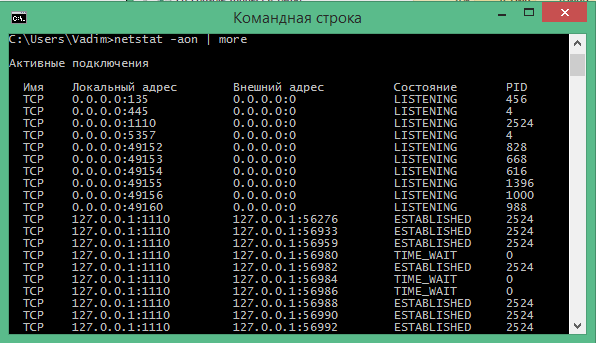 Командная строка
C:\Users\Vadim>netstat -aon | more
Активные подключения
Имя Локальный адрес Внешний адрес Состояние PID
TCP 0.0.0.0:135 0.0.0.0:0 LISTENING 456
TCP 0.0.0.0:445 0.0.0.0:0 LISTENING 4
TCP 0.0.0.0:1110 0.0.0.0:0 LISTENING 2524
TCP 0.0.0.0:5357 0.0.0.0:0 LISTENING 4
TCP 0.0.0.0:49152 0.0.0.0:0 LISTENING 828
TCP 0.0.0.0:49153 0.0.0.0:0 LISTENING 668
TCP 0.0.0.0:49154 0.0.0.0:0 LISTENING 616
TCP 0.0.0.0:49155 0.0.0.0:0 LISTENING 1396
TCP 0.0.0.0:49156 0.0.0.0:0 LISTENING 1000
TCP 0.0.0.0:49160 0.0.0.0:0 LISTENING 988
TCP 127.0.0.1:1110 127.0.0.1:56276 ESTABLISHED 2524
TCP 127.0.0.1:1110 127.0.0.1:56933 ESTABLISHED 2524
TCP 127.0.0.1:1110 127.0.0.1:56959 ESTABLISHED 2524
TCP 127.0.0.1:1110 127.0.0.1:56980 TIME_WAIT 0
TCP 127.0.0.1:1110 127.0.0.1:56982 ESTABLISHED 2524
TCP 127.0.0.1:1110 127.0.0.1:56984 TIME_WAIT 0
TCP 127.0.0.1:1110 127.0.0.1:56986 TIME_WAIT 0
TCP 127.0.0.1:1110 127.0.0.1:56988 ESTABLISHED 2524
TCP 127.0.0.1:1110 127.0.0.1:56990 ESTABLISHED 2524
TCP 127.0.0.1:1110 127.0.0.1:56992 ESTABLISHED 2524